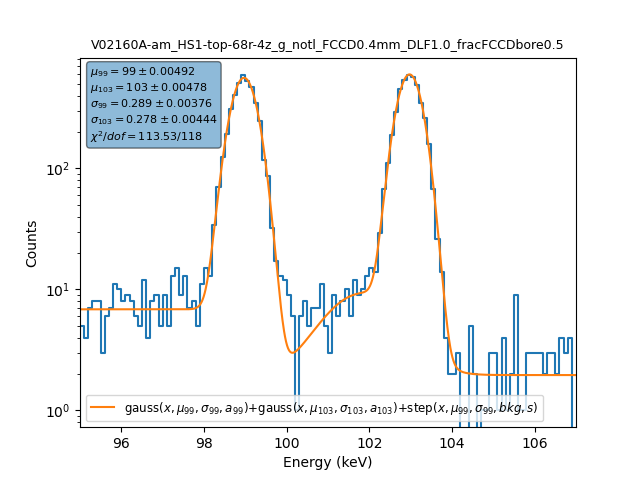 V02160A-am_HS1-top-68r-4z_g_notl_FCCD0.4mm_DLF1.0_fracFCCDbore0.5
μ₉₉ = 99 ± 0.00492
μ₁₀₃ = 103 ± 0.00478
σ₉₉ = 0.289 ± 0.00376
σ₁₀₃ = 0.278 ± 0.00444
χ²/dof = 113.53/118
Counts
10²
10¹
10⁰
gauss(x, μ₉₉, σ₉₉, a₉₉)+gauss(x, μ₁₀₃, σ₁₀₃, a₁₀₃)+step(x, μ₉₉, σ₉₉, bkg, s)
96 98 100 102 104 106
Energy (keV)